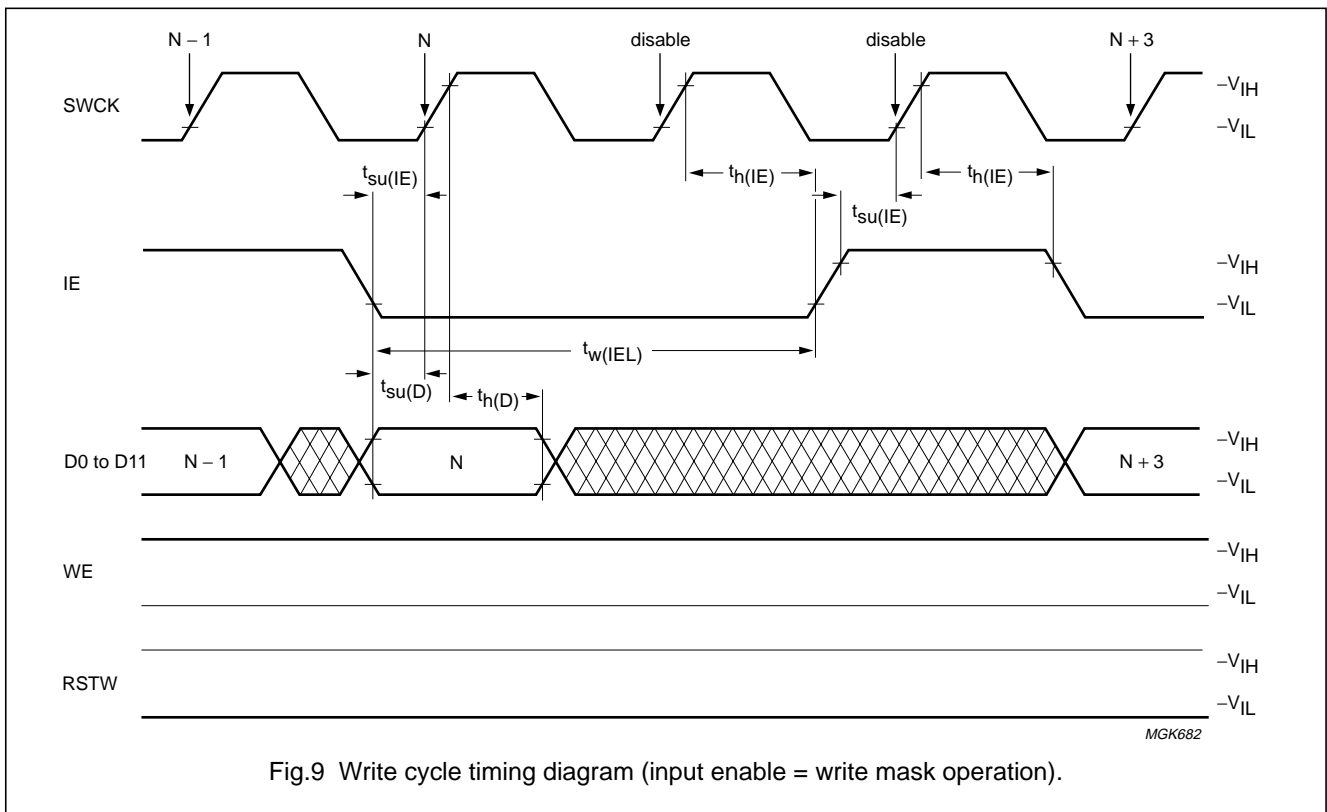 N − 1 N disable disable N + 3
SWCK
−VIH
−VIL
tsu(IE)
th(IE)
th(IE)
tsu(IE)
IE
−VIH
−VIL
tw(IEL)
tsu(D)
th(D)
D0 to D11 N − 1 N N + 3
−VIH
−VIL
WE
−VIH
−VIL
RSTW
−VIH
−VIL
MGK682
Fig.9 Write cycle timing diagram (input enable = write mask operation).